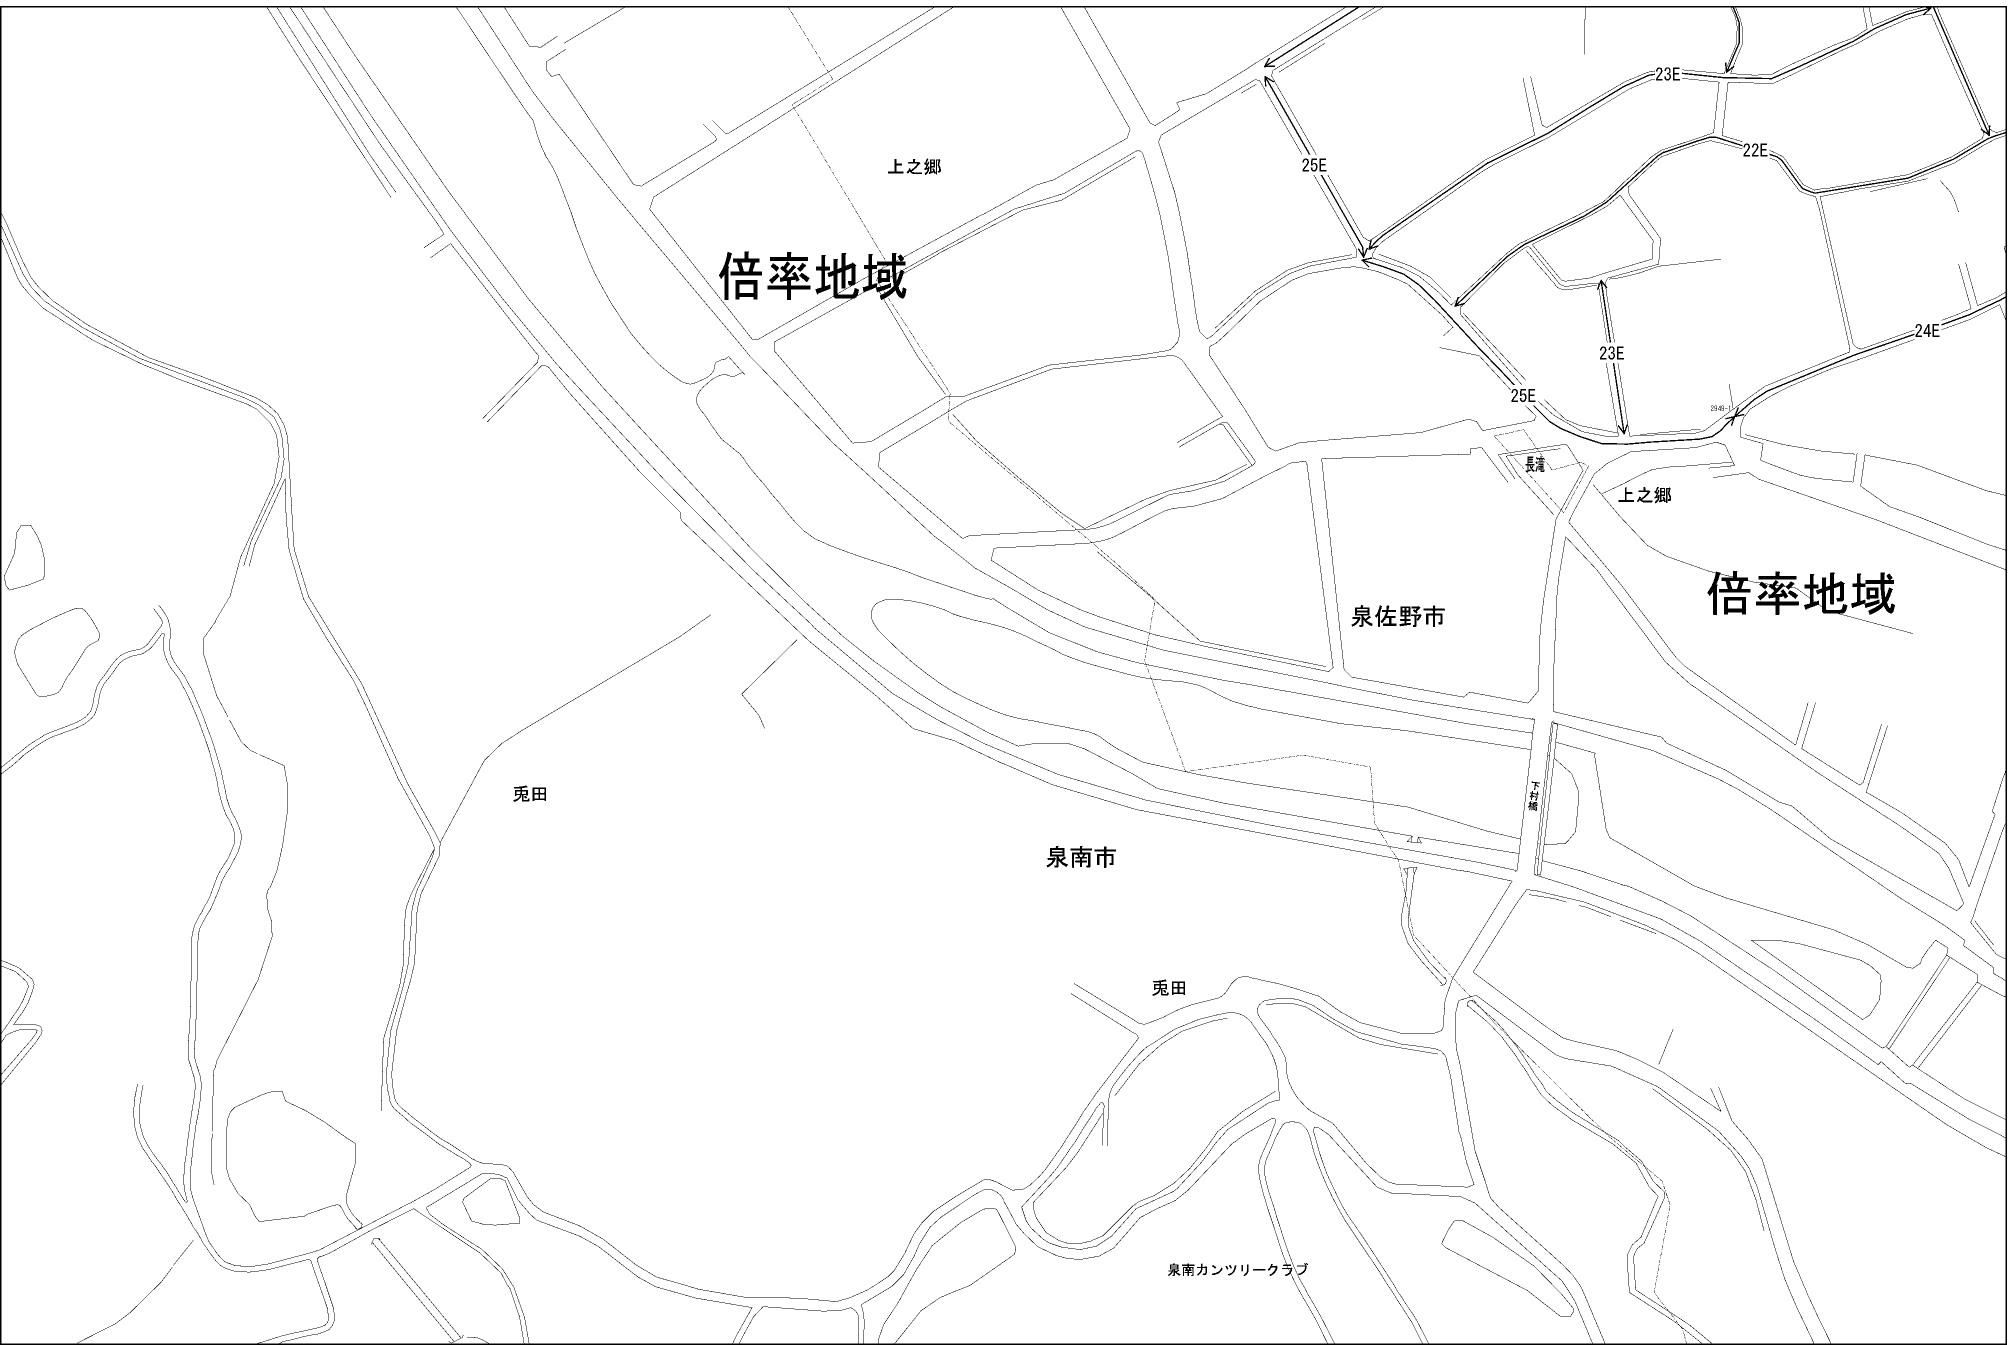 23E
22E
上之郷
25E
倍率地域
24E
23E
25E
2949-1
長滝
上之郷
倍率地域
泉佐野市
兎田
下村橋
泉南市
兎田
泉南カンツリークラブ